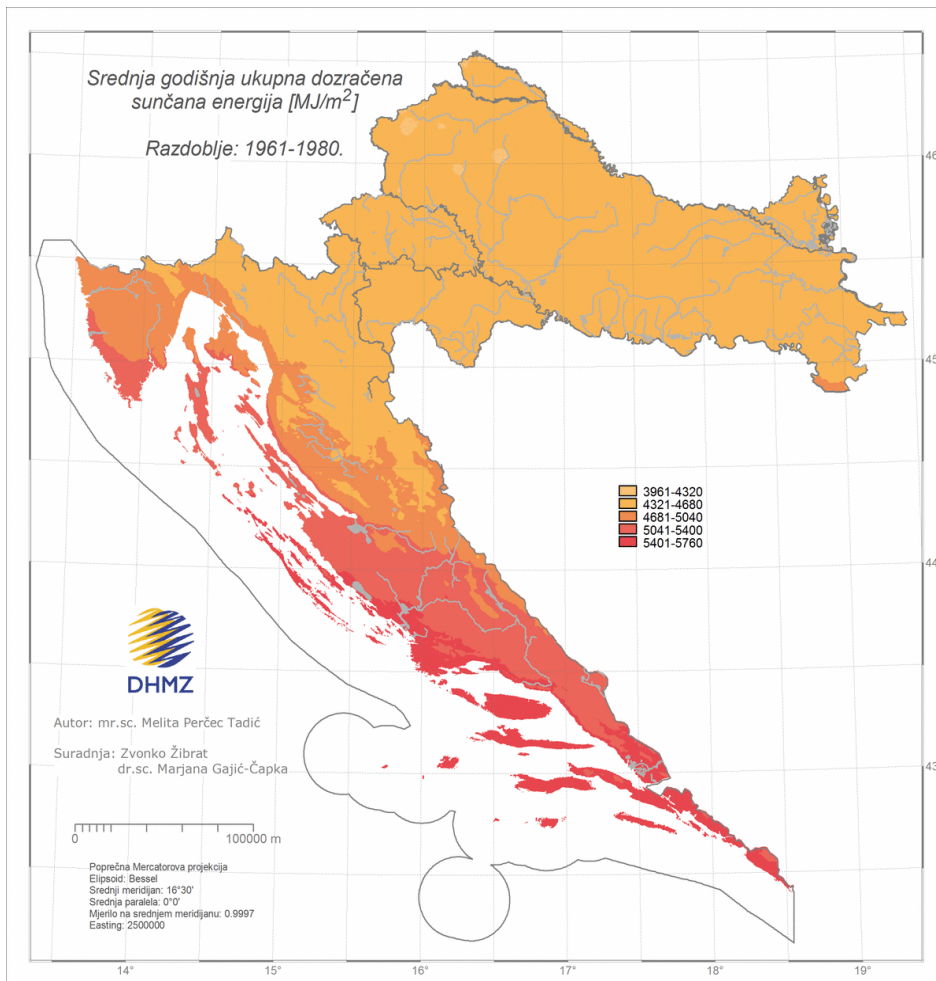 Srednja godišnja ukupna dozračena
sunčana energija [MJ/m²]
Razdoblje: 1961-1980.
46
45
3961-4320
4321-4680
4681-5040
5041-5400
5401-5760
44
DHMZ
Autor: mr.sc. Melita Perčec Tadić
Suradnja: Zvonko Žibrat
dr.sc. Marjana Gajić-Čapka
43
0 100000 m
Poprečna Mercatorova projekcija
Elipsoid: Bessel
Srednji meridijan: 16°30'
Srednja paralela: 0°0'
Mjerilo na srednjem meridijanu: 0.9997
Easting: 2500000
14° 15° 16° 17° 18° 19°